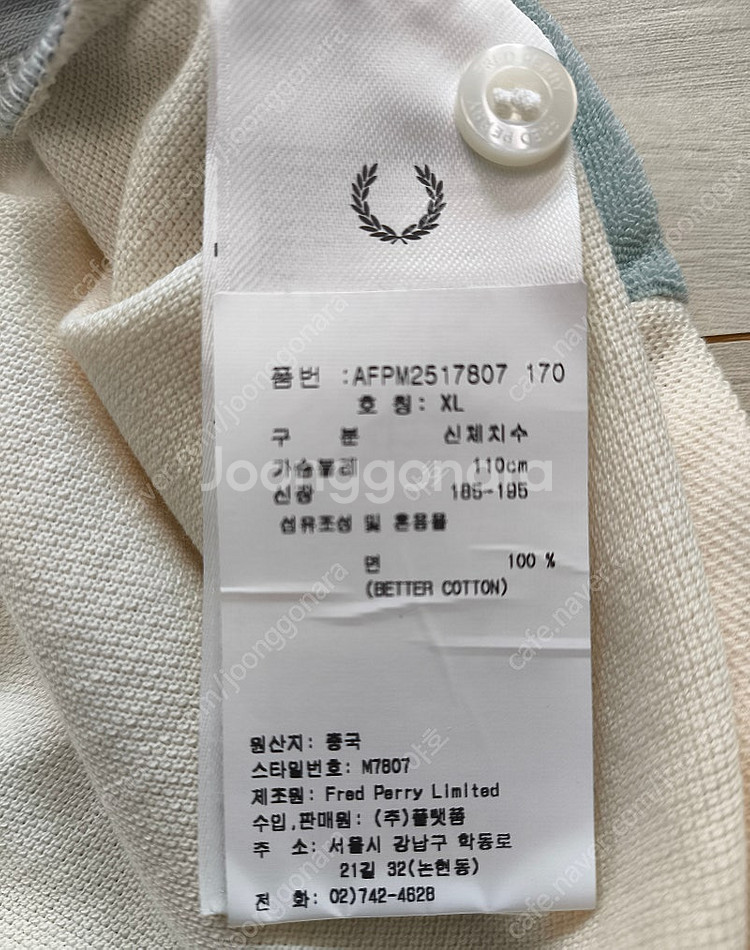 FRED PERRY
품번 :AFPM2517807 170
호 칭: XL
구 분 신체치수
가슴둘레 110cm
신장 185-195
섬유조성 및 혼용율
면 100 %
(BETTER COTTON)
원산지: 중국
스타일번호: M7807
제조원: Fred Perry Limited
수입,판매원: (주)플랫폼
주 소: 서울시 강남구 학동로
21길 32(논현동)
전 화: 02)742-4628
Joonggonara